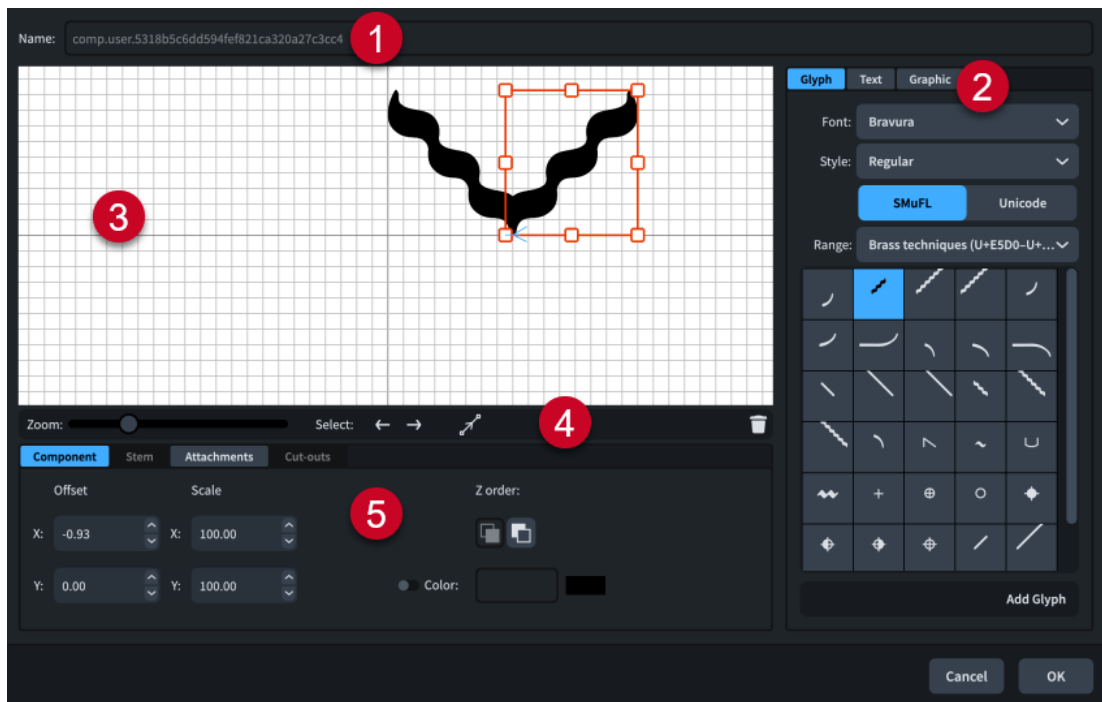 Name: comp.user.5318b5c6dd594fef821ca320a27c3cc4
1
Glyph Text Graphic
2
Font: Bravura
Style: Regular
SMuFL Unicode
Range: Brass techniques (U+E5D0–U+...
3
Zoom: Select:
4
Component Stem Attachments Cut-outs
Offset Scale Z order:
5
X: -0.93 X: 100.00
Y: 0.00 Y: 100.00 Color:
Add Glyph
Cancel OK